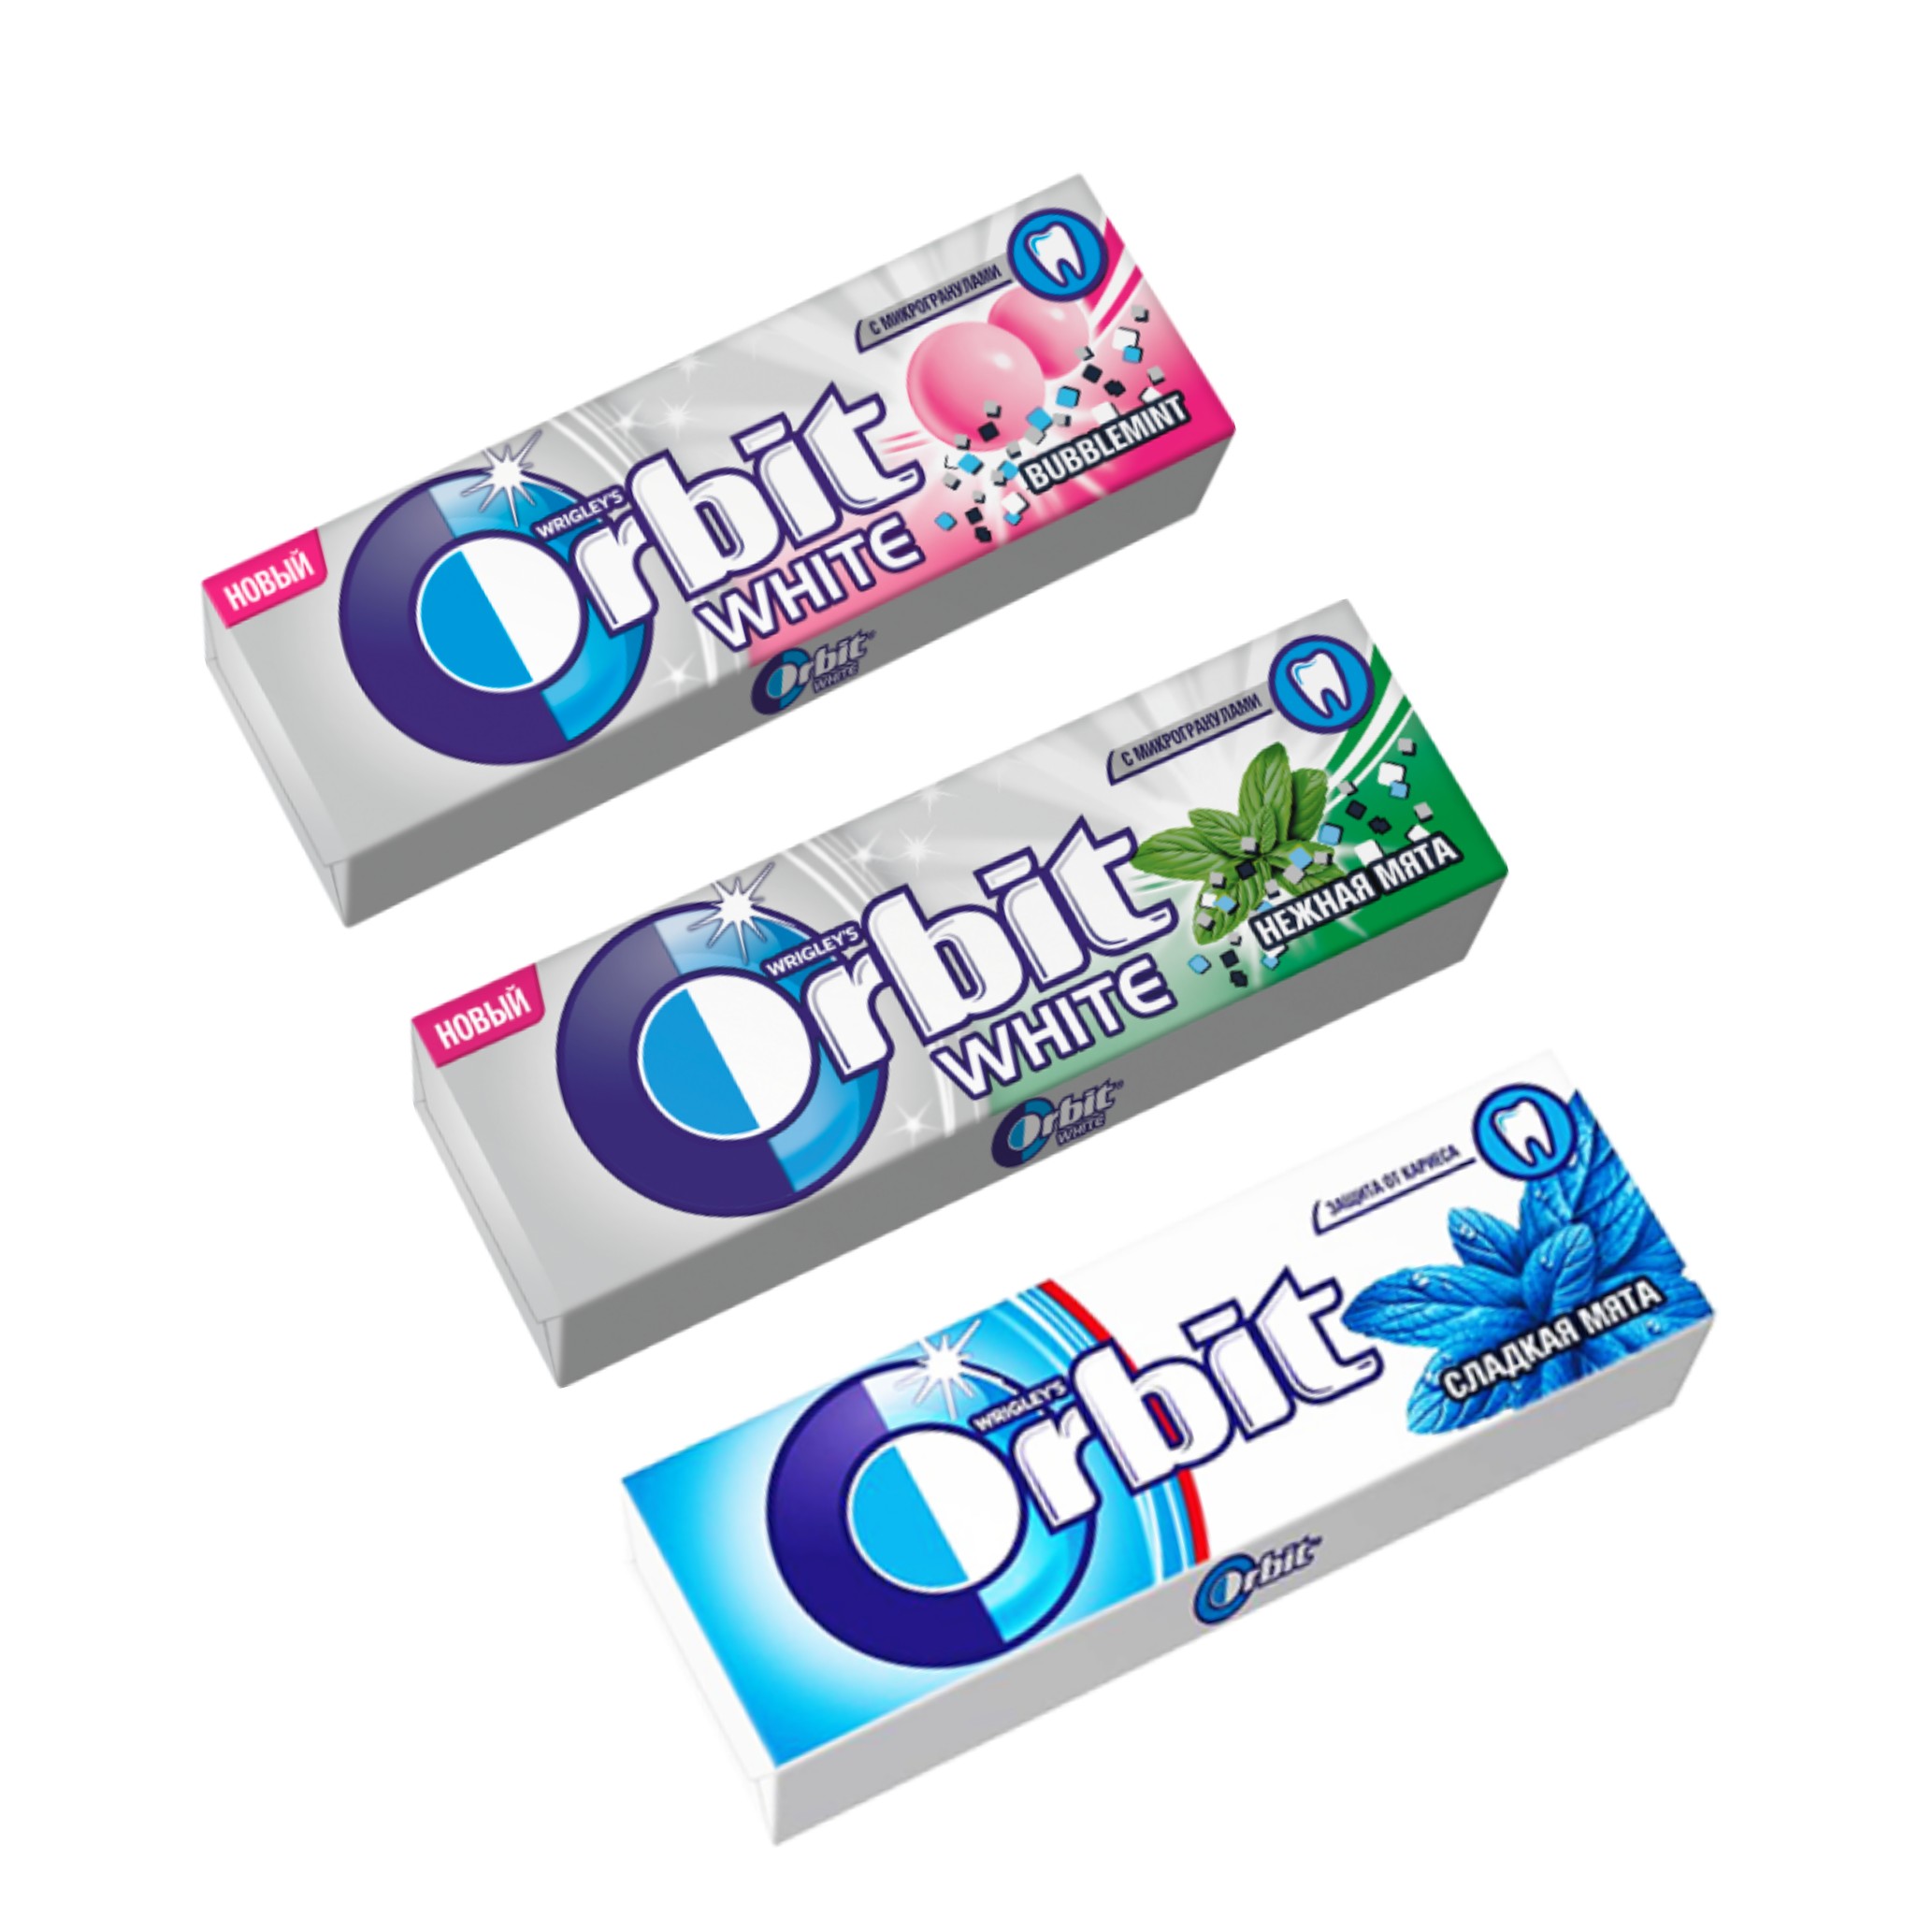 С МИКРОГРАНУЛАМИ
BUBBLEMINT
WRIGLEY'S
Orbit
WHITE
НОВЫЙ
Orbit
WHITE
С МИКРОГРАНУЛАМИ
НЕЖНАЯ МЯТА
WRIGLEY'S
Orbit
WHITE
НОВЫЙ
Orbit
WHITE
ЗАЩИТА ОТ КАРИЕСА
СЛАДКАЯ МЯТА
WRIGLEY'S
Orbit
Orbit